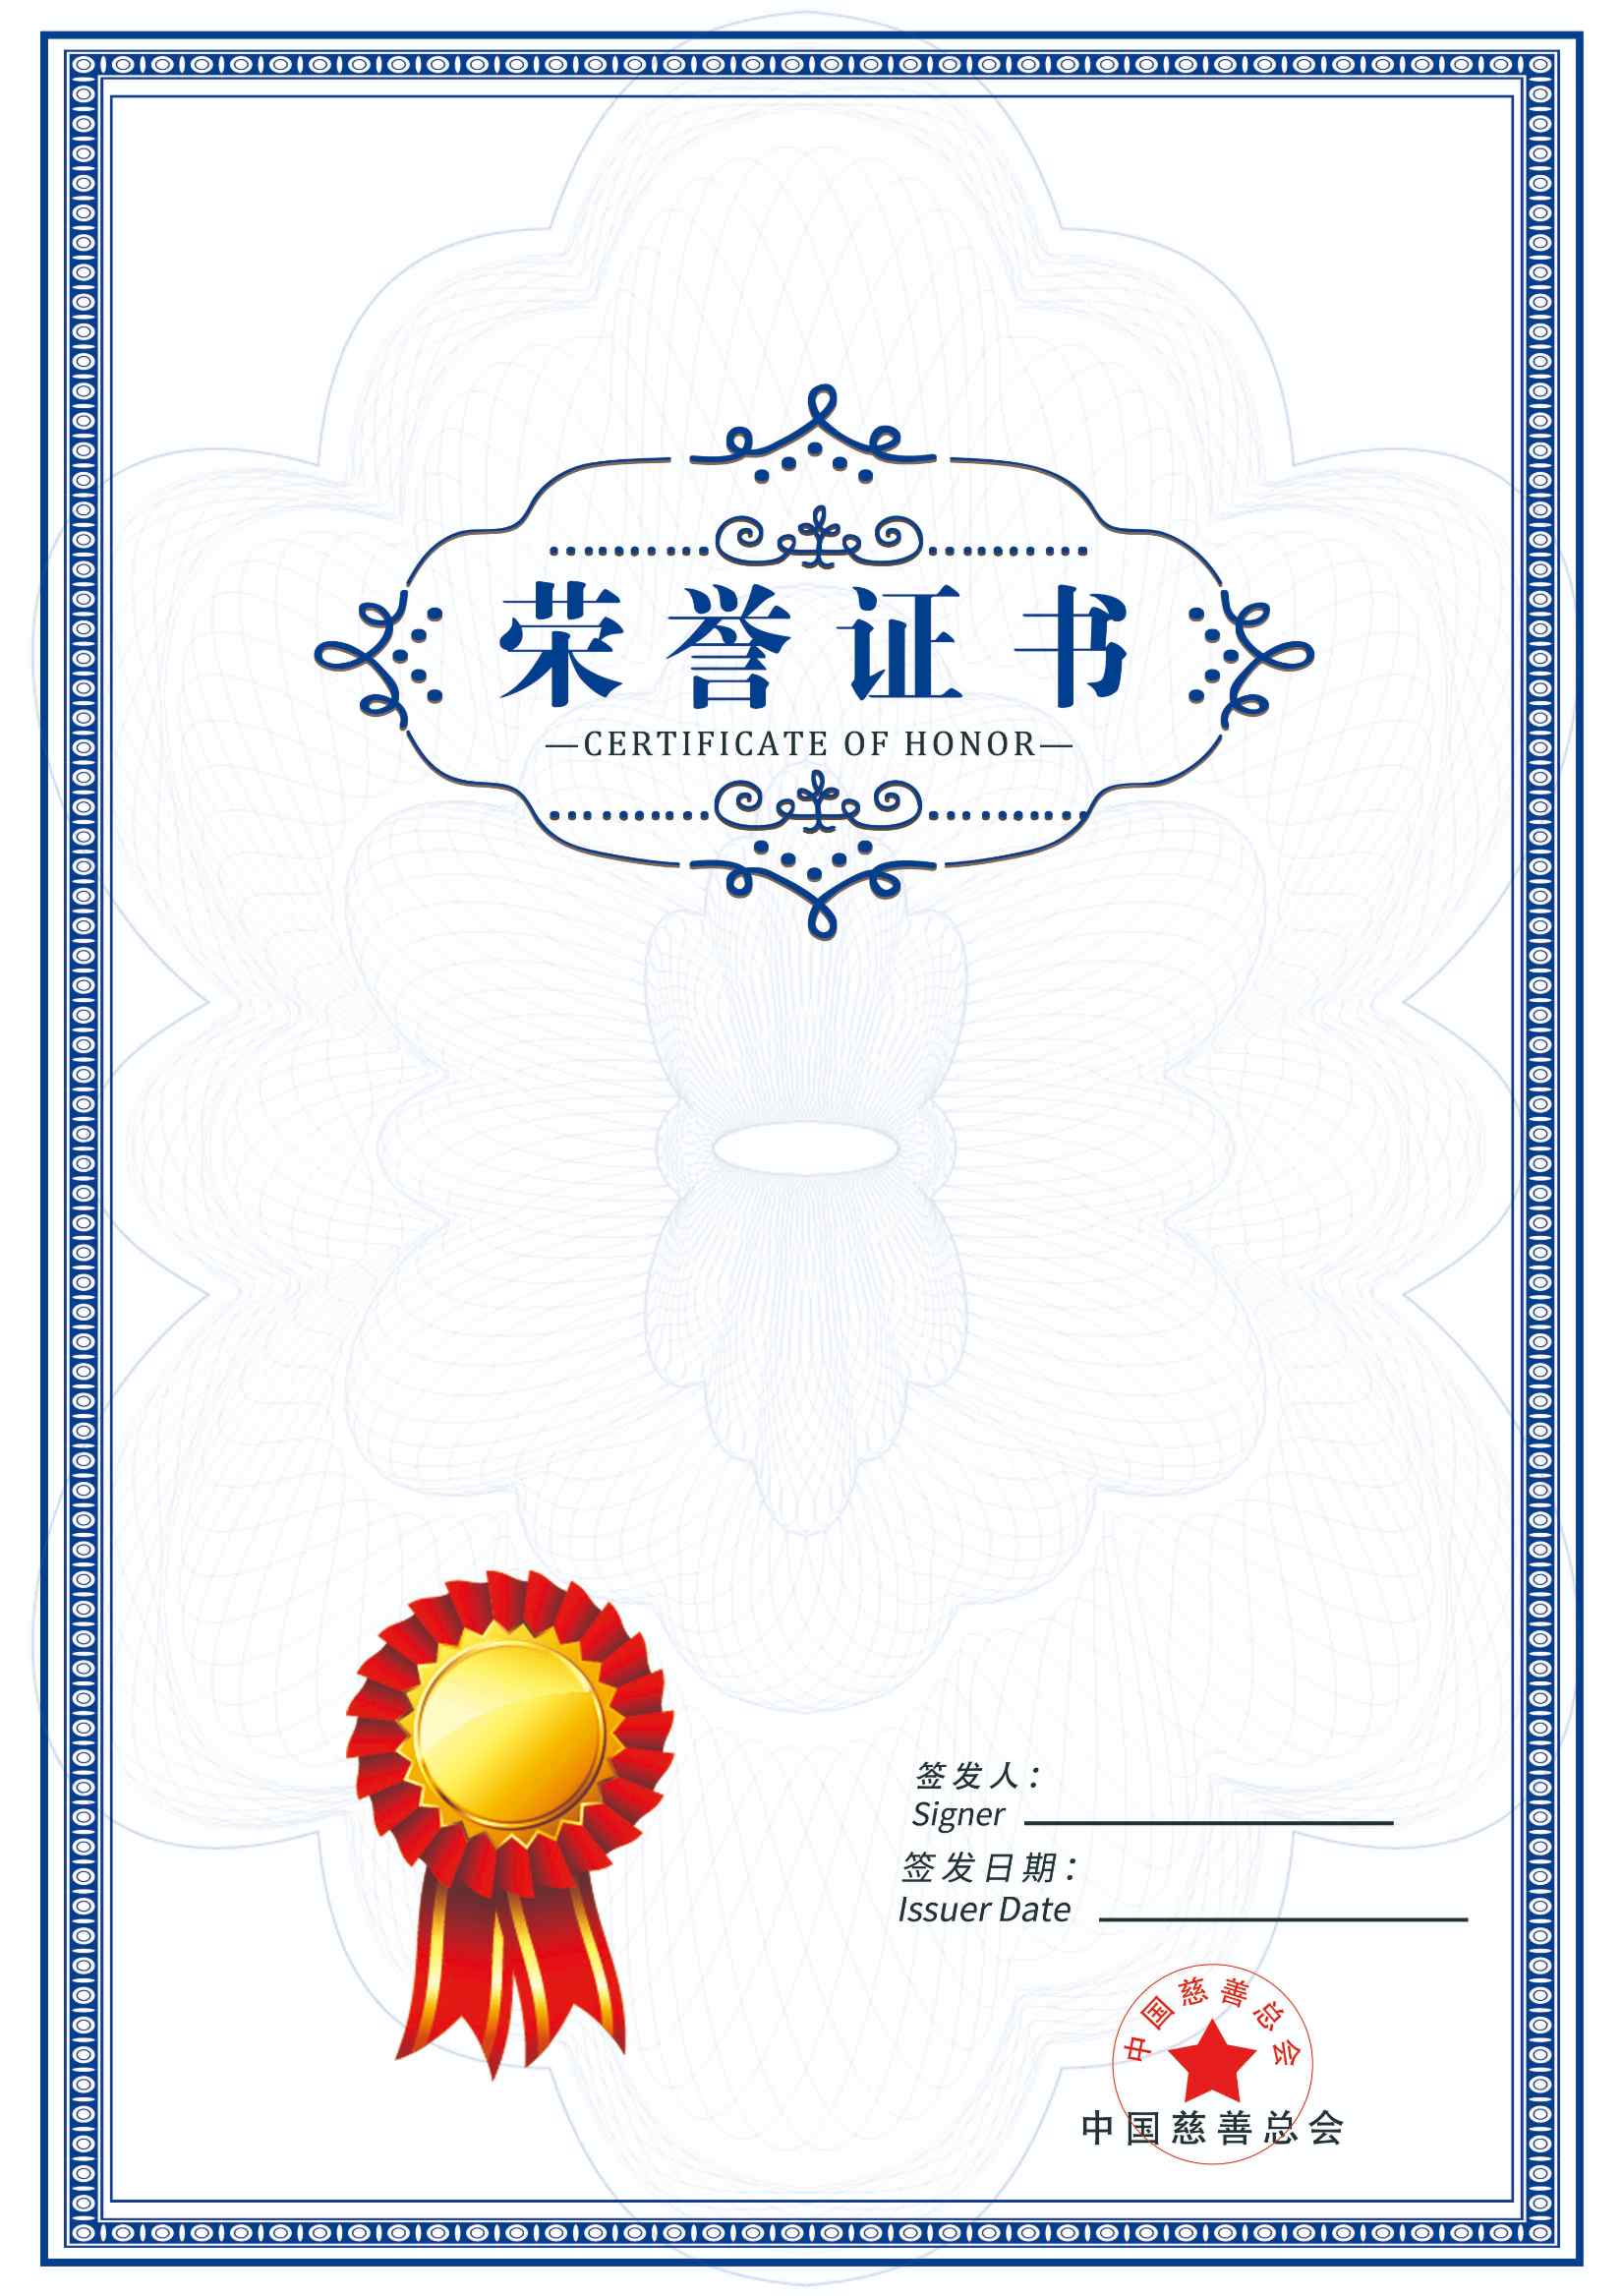 荣誉证书
—CERTIFICATE OF HONOR—
签发人：
Signer
签发日期：
Issuer Date
中国慈善总会
中国慈善总会